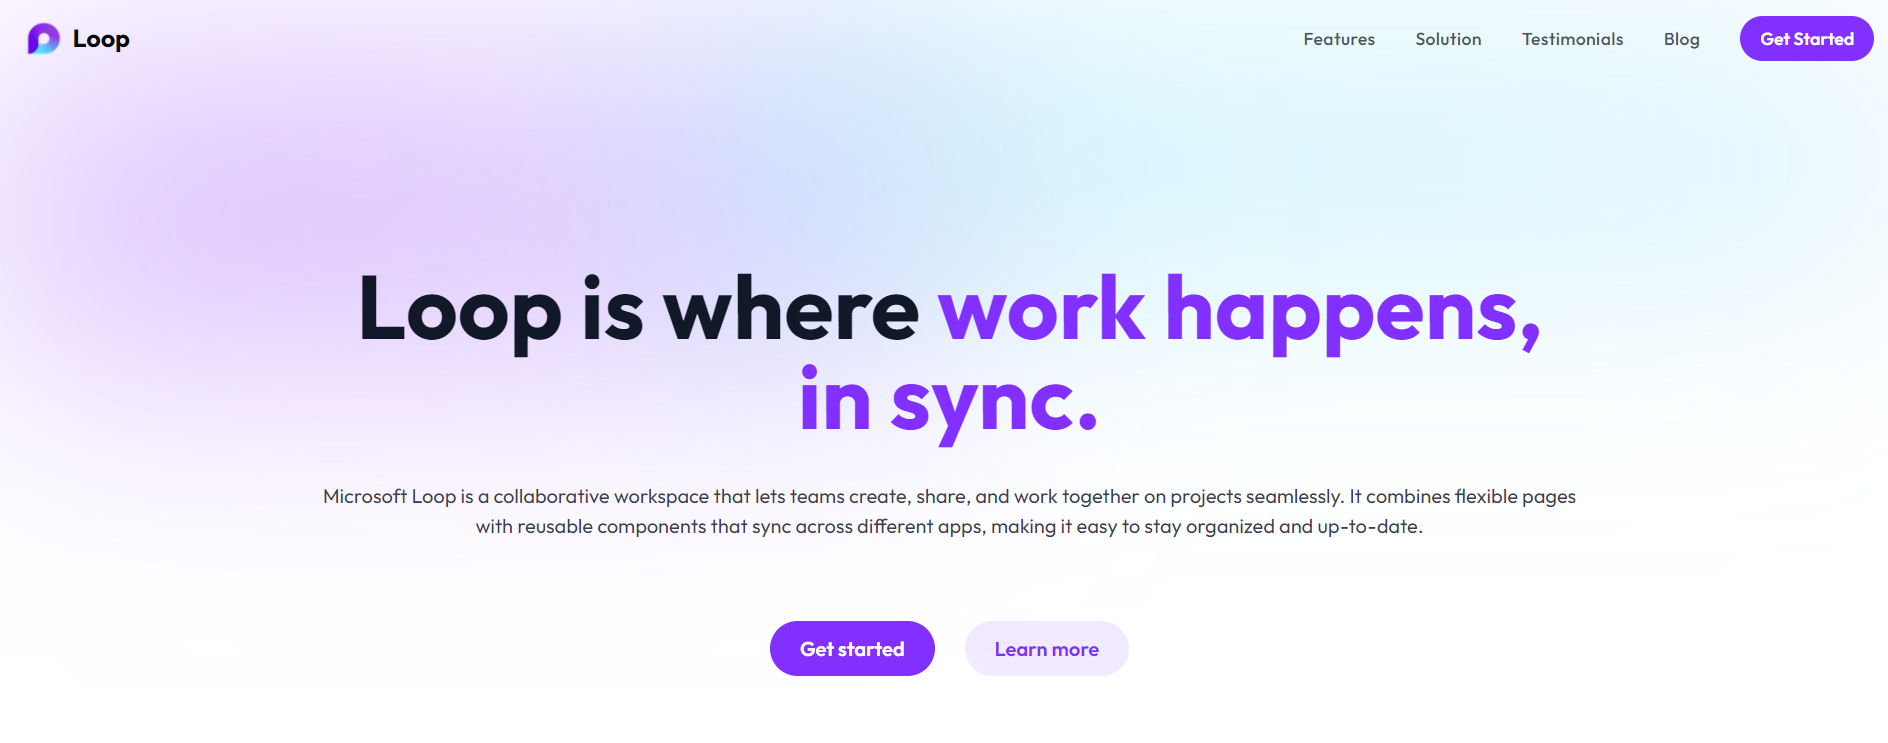 Loop
Features
Solution
Testimonials
Blog
Get Started
Loop is where work happens,
in sync.
Microsoft Loop is a collaborative workspace that lets teams create, share, and work together on projects seamlessly. It combines flexible pages
with reusable components that sync across different apps, making it easy to stay organized and up-to-date.
Get started
Learn more